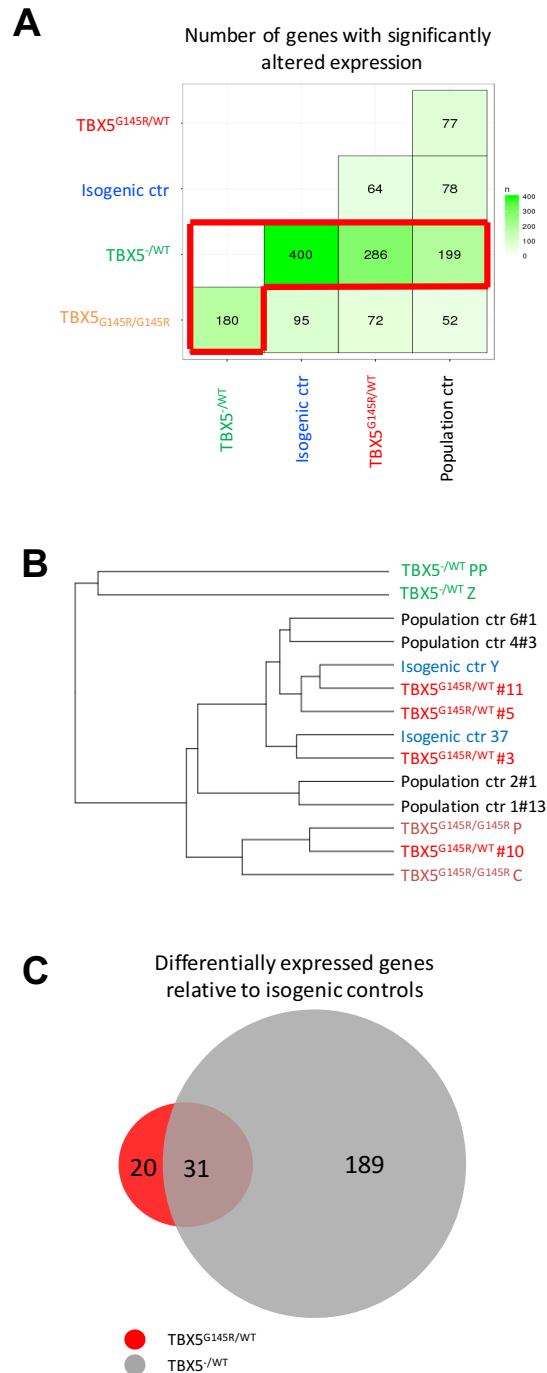 A
Number of genes with significantly
altered expression
TBX5G145R/WT
77
Isogenic ctr
64 78
TBX5-/WT
400 286 199
TBX5G145R/G145R
180 95 72 52
n
400
300
200
100
0
TBX5-/WT
Isogenic ctr
TBX5G145R/WT
Population ctr
B
TBX5-/WT PP
TBX5-/WT Z
Population ctr 6#1
Population ctr 4#3
Isogenic ctr Y
TBX5G145R/WT #11
TBX5G145R/WT #5
Isogenic ctr 37
TBX5G145R/WT #3
Population ctr 2#1
Population ctr 1#13
TBX5G145R/G145R P
TBX5G145R/WT #10
TBX5G145R/G145R C
C
Differentially expressed genes
relative to isogenic controls
20 31 189
TBX5G145R/WT
TBX5-/WT